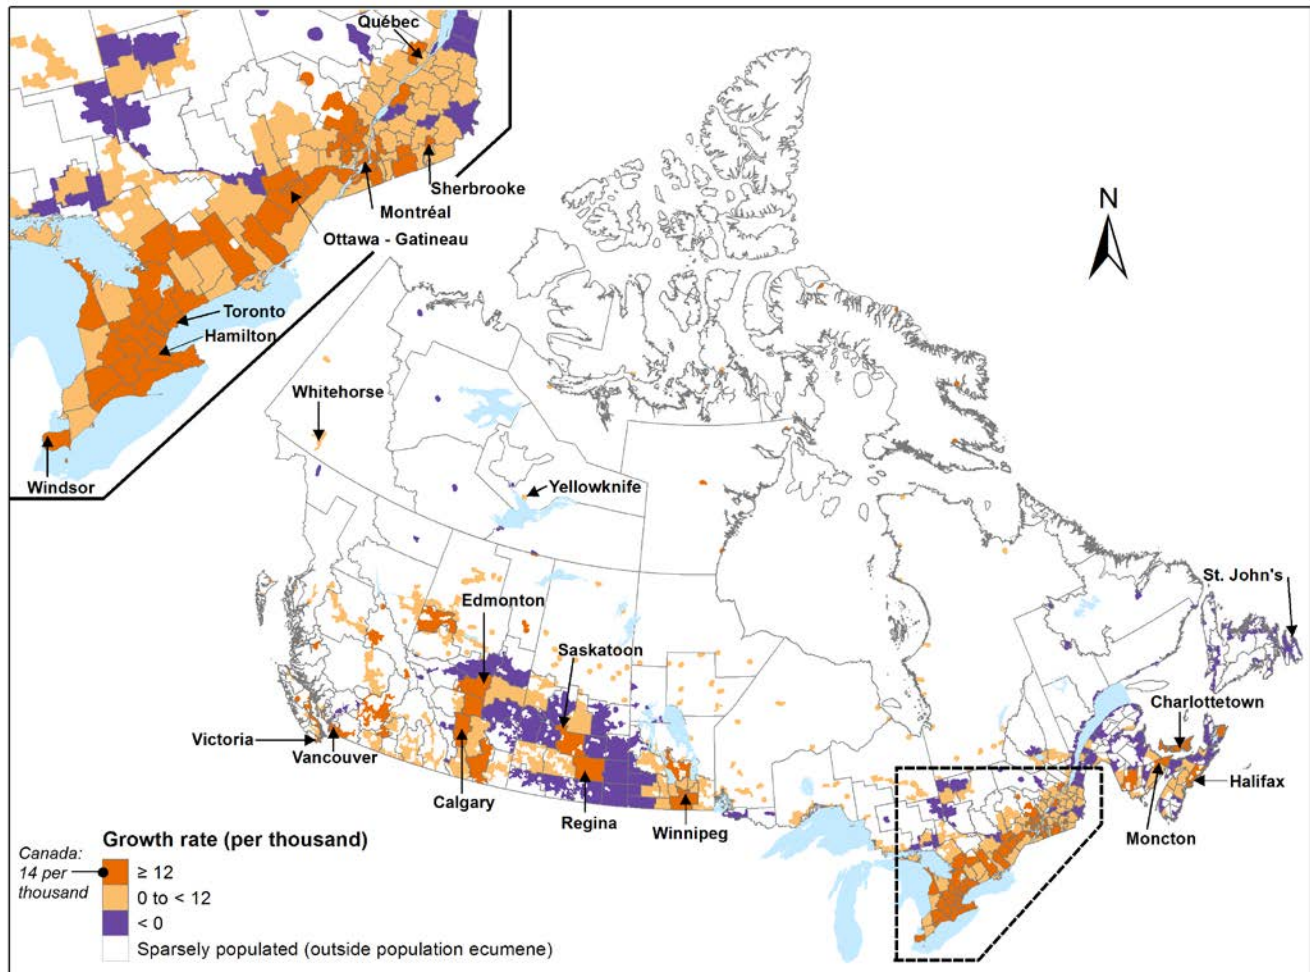 Québec
Sherbrooke
Montréal
Ottawa - Gatineau
Toronto
Hamilton
Windsor
N
Whitehorse
Yellowknife
St. John's
Edmonton
Saskatoon
Charlottetown
Victoria
Vancouver
Calgary
Regina
Winnipeg
Halifax
Moncton
Growth rate (per thousand)
Canada:
14 per
thousand
≥ 12
0 to < 12
< 0
Sparsely populated (outside population ecumene)